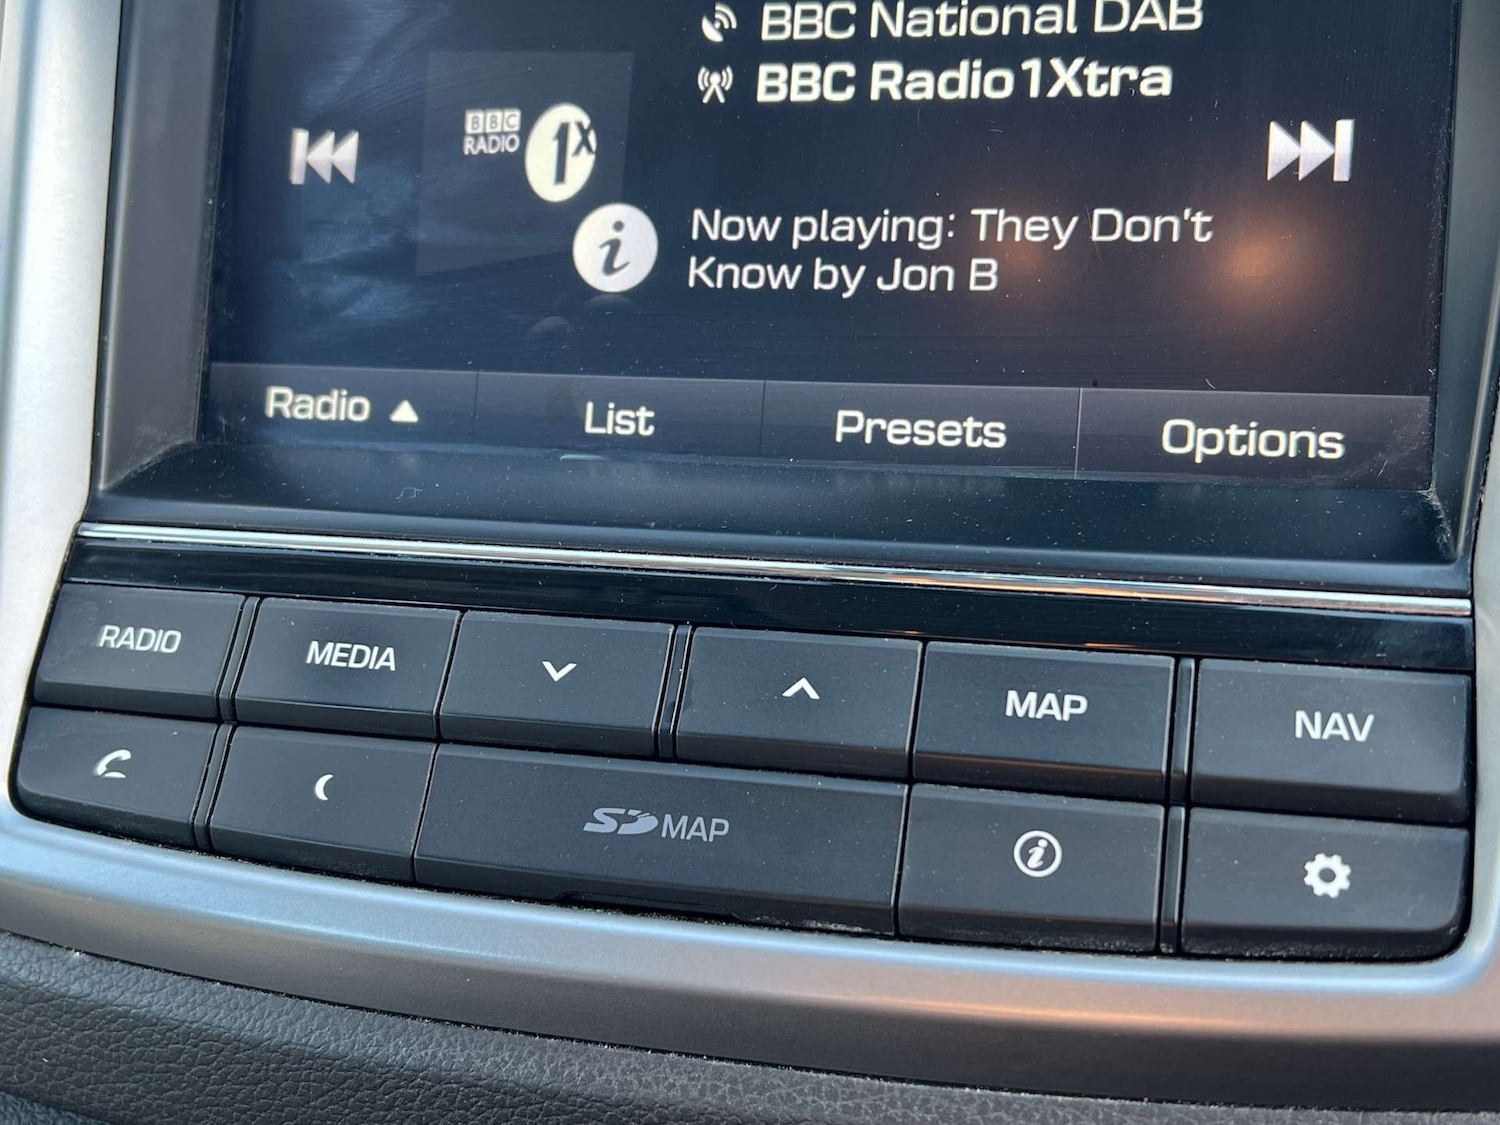 BBC National DAB
BBC Radio 1Xtra
BBC
RADIO
1X
Now playing: They Don't
Know by Jon B
Radio ▲
List
Presets
Options
RADIO
MEDIA
MAP
NAV
SD MAP